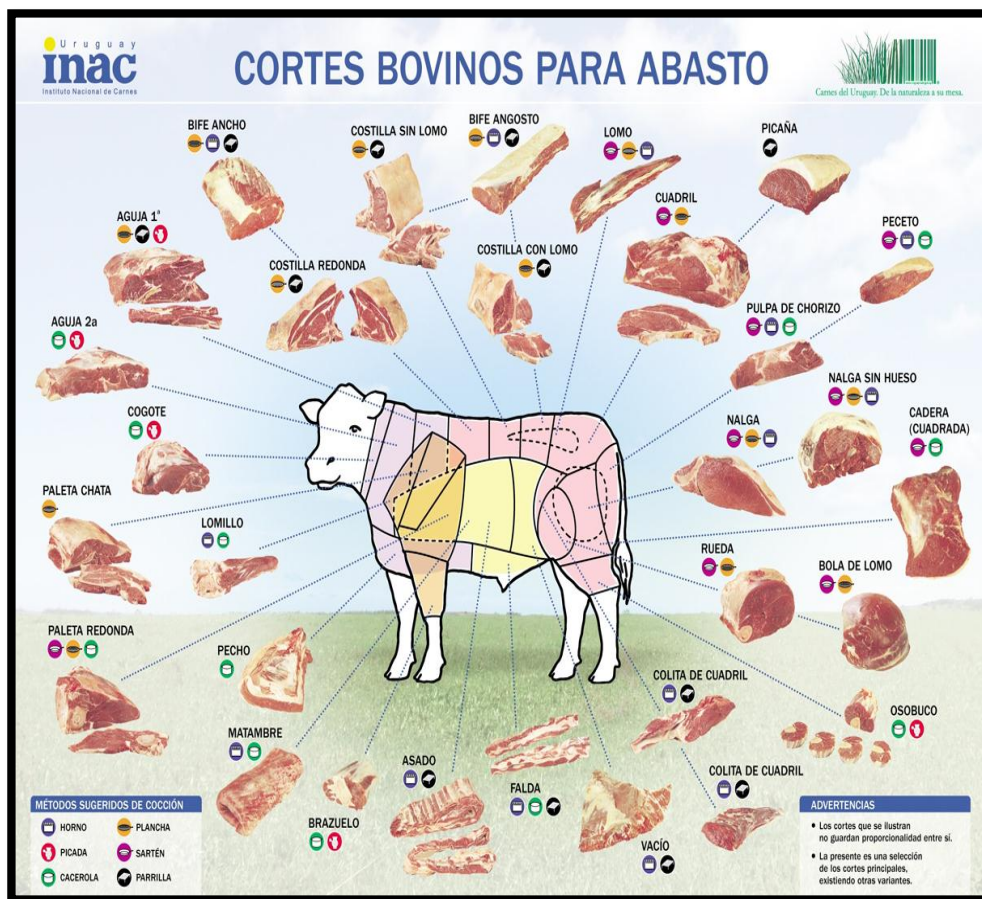 Uruguay
inac
Instituto Nacional de Carnes
CORTES BOVINOS PARA ABASTO
Carnes del Uruguay. De la naturaleza a su mesa.
BIFE ANCHO
COSTILLA SIN LOMO
BIFE ANGOSTO
LOMO
PICAÑA
CUADRIL
AGUJA 1ª
PECETO
COSTILLA REDONDA
COSTILLA CON LOMO
PULPA DE CHORIZO
AGUJA 2a
NALGA SIN HUESO
COGOTE
NALGA
CADERA
(CUADRADA)
PALETA CHATA
LOMILLO
RUEDA
BOLA DE LOMO
PALETA REDONDA
PECHO
COLITA DE CUADRIL
OSOBUCO
MATAMBRE
ASADO
FALDA
COLITA DE CUADRIL
BRAZUELO
VACÍO
MÉTODOS SUGERIDOS DE COCCIÓN
HORNO
PLANCHA
PICADA
SARTÉN
CACEROLA
PARRILLA
ADVERTENCIAS
• Los cortes que se ilustran
no guardan proporcionalidad entre sí.
• La presente es una selección
de los cortes principales,
existiendo otras variantes.